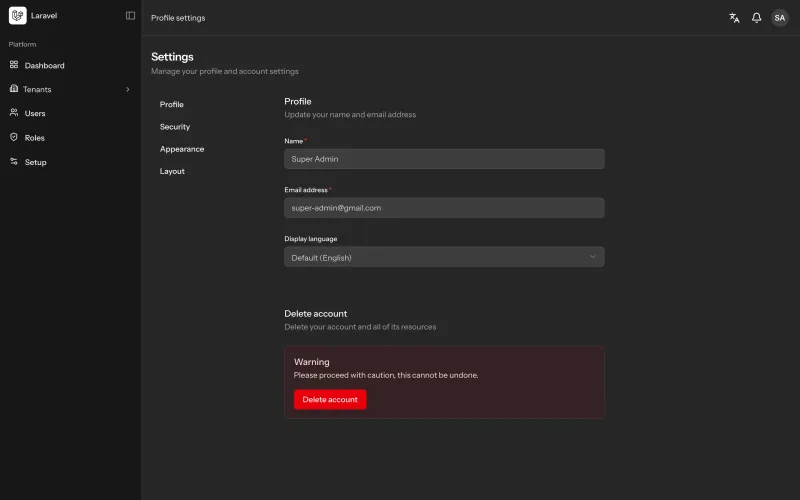 Laravel
Platform
Dashboard
Tenants
Users
Roles
Setup
Profile settings
SA
Settings
Manage your profile and account settings
Profile
Security
Appearance
Layout
Profile
Update your name and email address
Name *
Super Admin
Email address *
super-admin@gmail.com
Display language
Default (English)
Delete account
Delete your account and all of its resources
Warning
Please proceed with caution, this cannot be undone.
Delete account